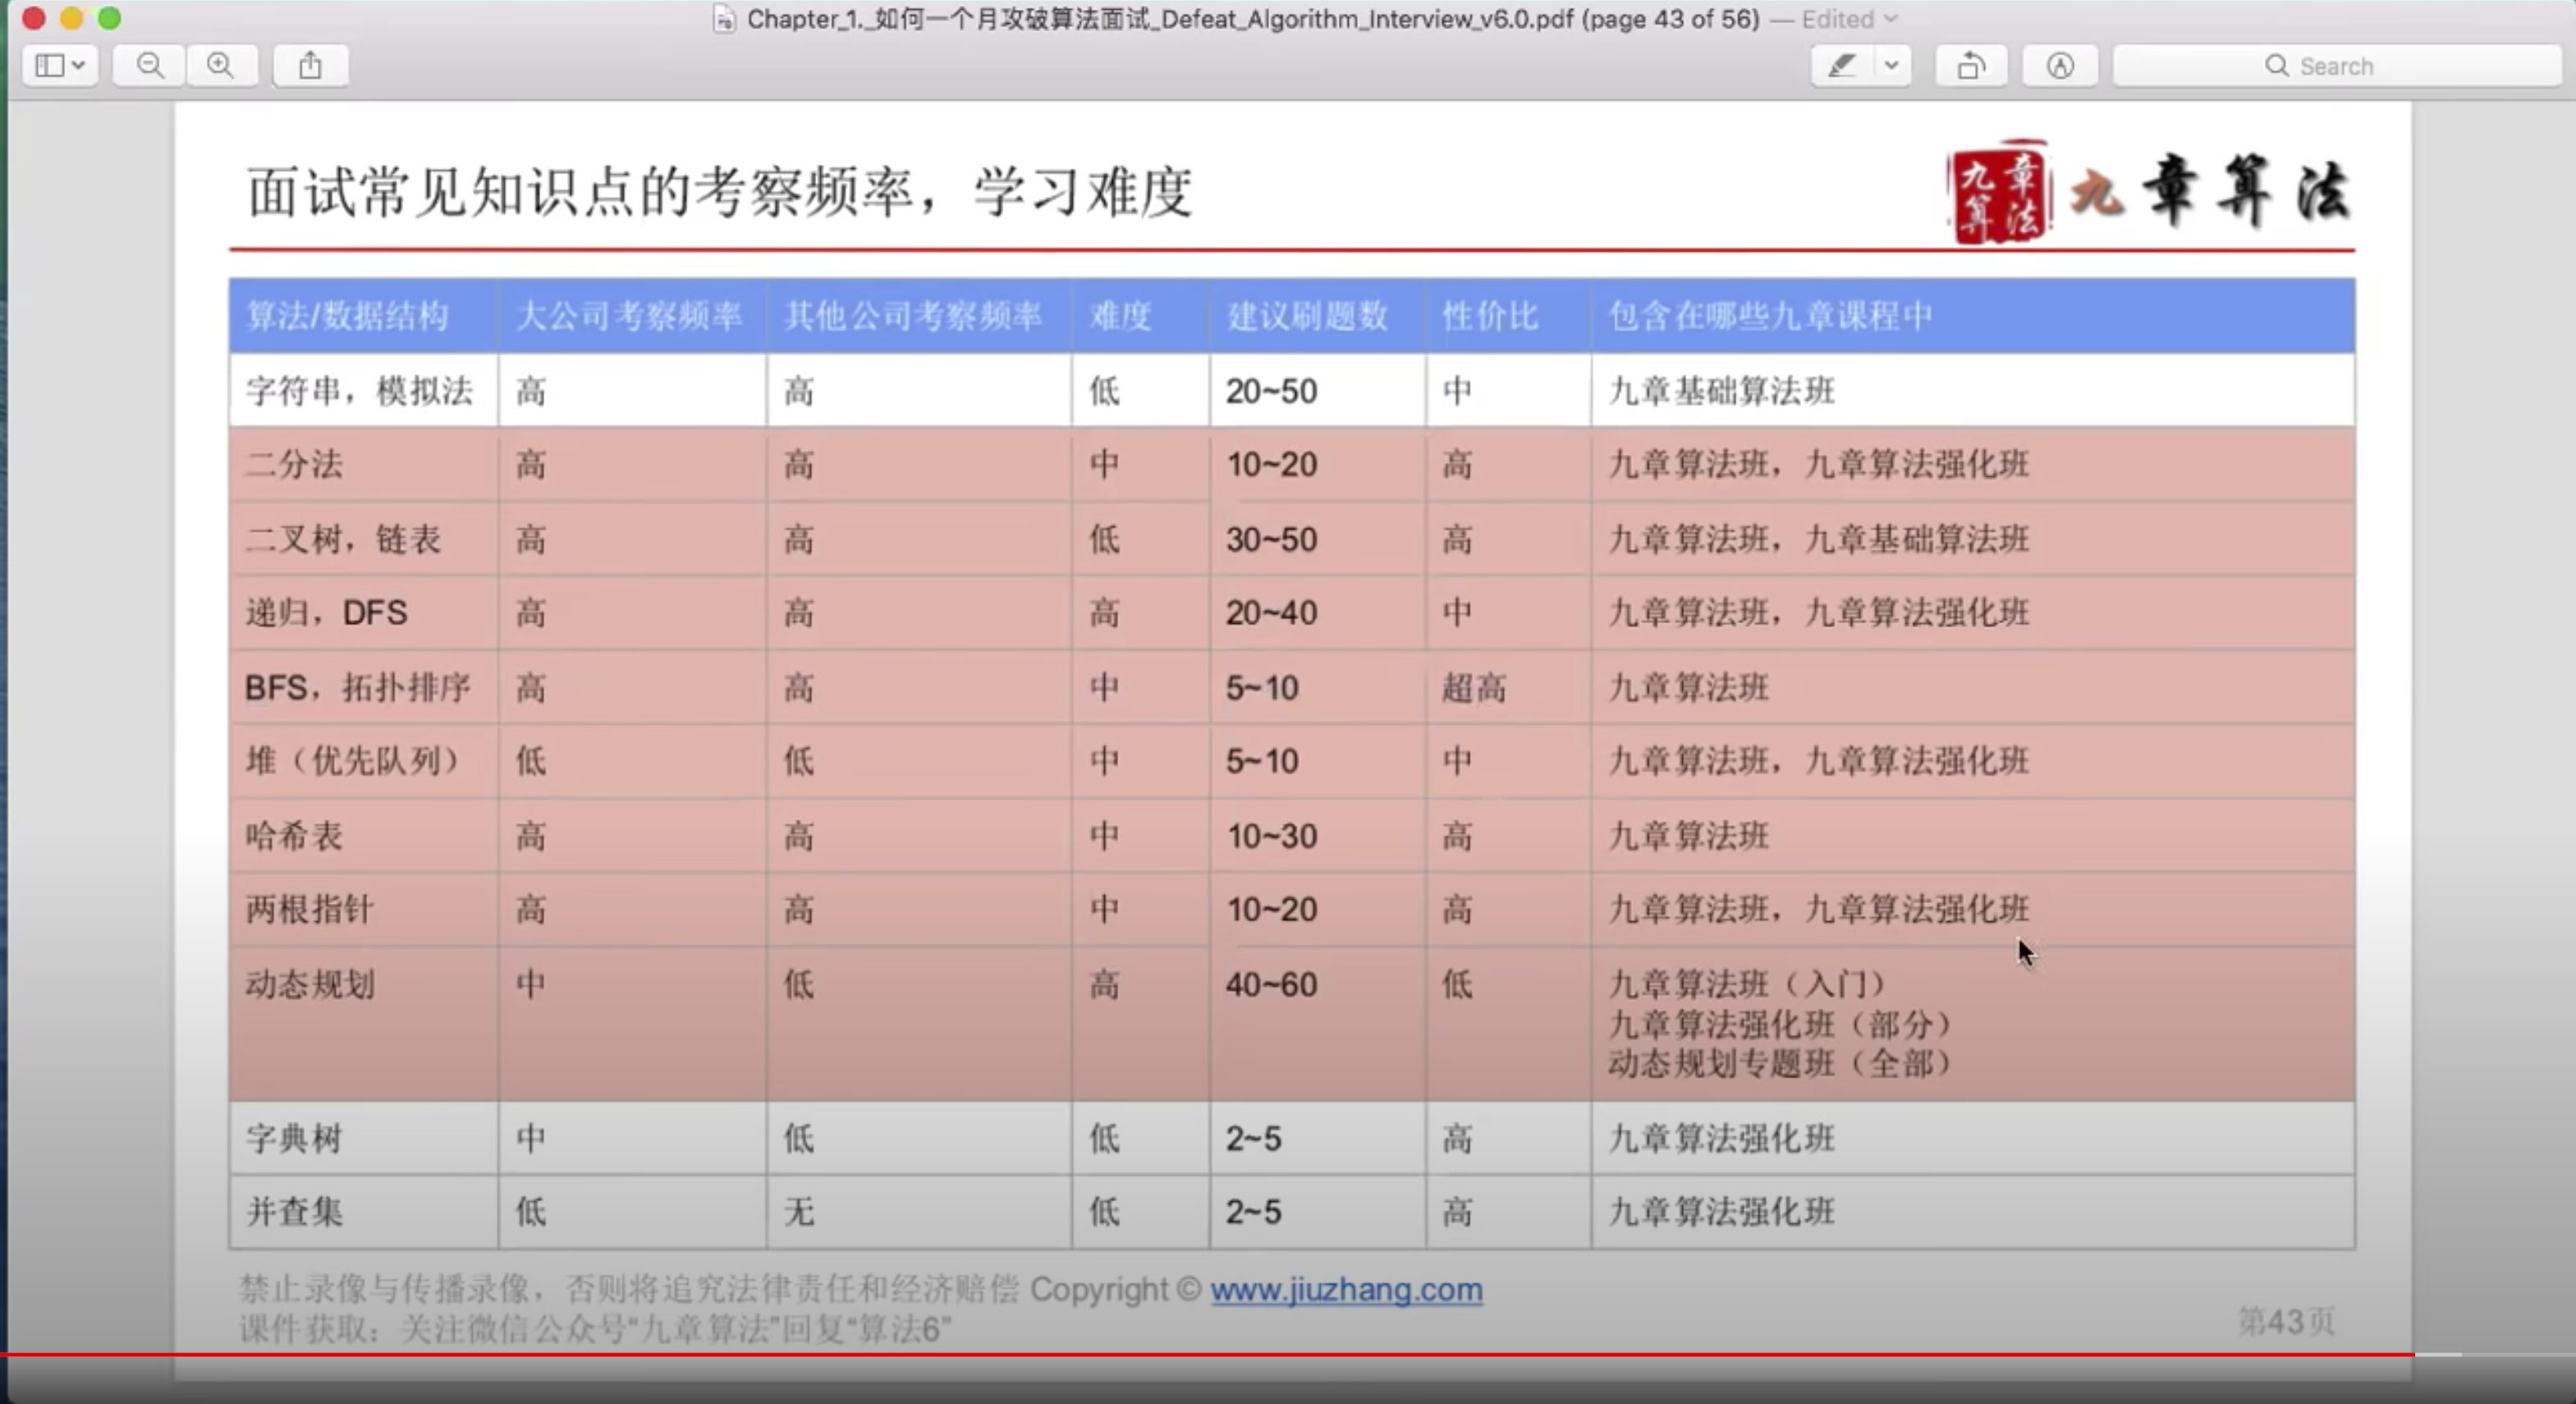 Chapter_1._如何一个月攻破算法面试_Defeat_Algorithm_Interview_v6.0.pdf (page 43 of 56) — Edited
Search
面试常见知识点的考察频率，学习难度
九章算法
九章算法
算法/数据结构 大公司考察频率 其他公司考察频率 难度 建议刷题数 性价比 包含在哪些九章课程中
字符串，模拟法 高 高 低 20~50 中 九章基础算法班
二分法 高 高 中 10~20 高 九章算法班，九章算法强化班
二叉树，链表 高 高 低 30~50 高 九章算法班，九章基础算法班
递归，DFS 高 高 高 20~40 中 九章算法班，九章算法强化班
BFS，拓扑排序 高 高 中 5~10 超高 九章算法班
堆（优先队列） 低 低 中 5~10 中 九章算法班，九章算法强化班
哈希表 高 高 中 10~30 高 九章算法班
两根指针 高 高 中 10~20 高 九章算法班，九章算法强化班
动态规划 中 低 高 40~60 低 九章算法班（入门）
九章算法强化班（部分）
动态规划专题班（全部）
字典树 中 低 低 2~5 高 九章算法强化班
并查集 低 无 低 2~5 高 九章算法强化班
禁止录像与传播录像，否则将追究法律责任和经济赔偿 Copyright © www.jiuzhang.com
课件获取：关注微信公众号“九章算法”回复“算法6”
第43页